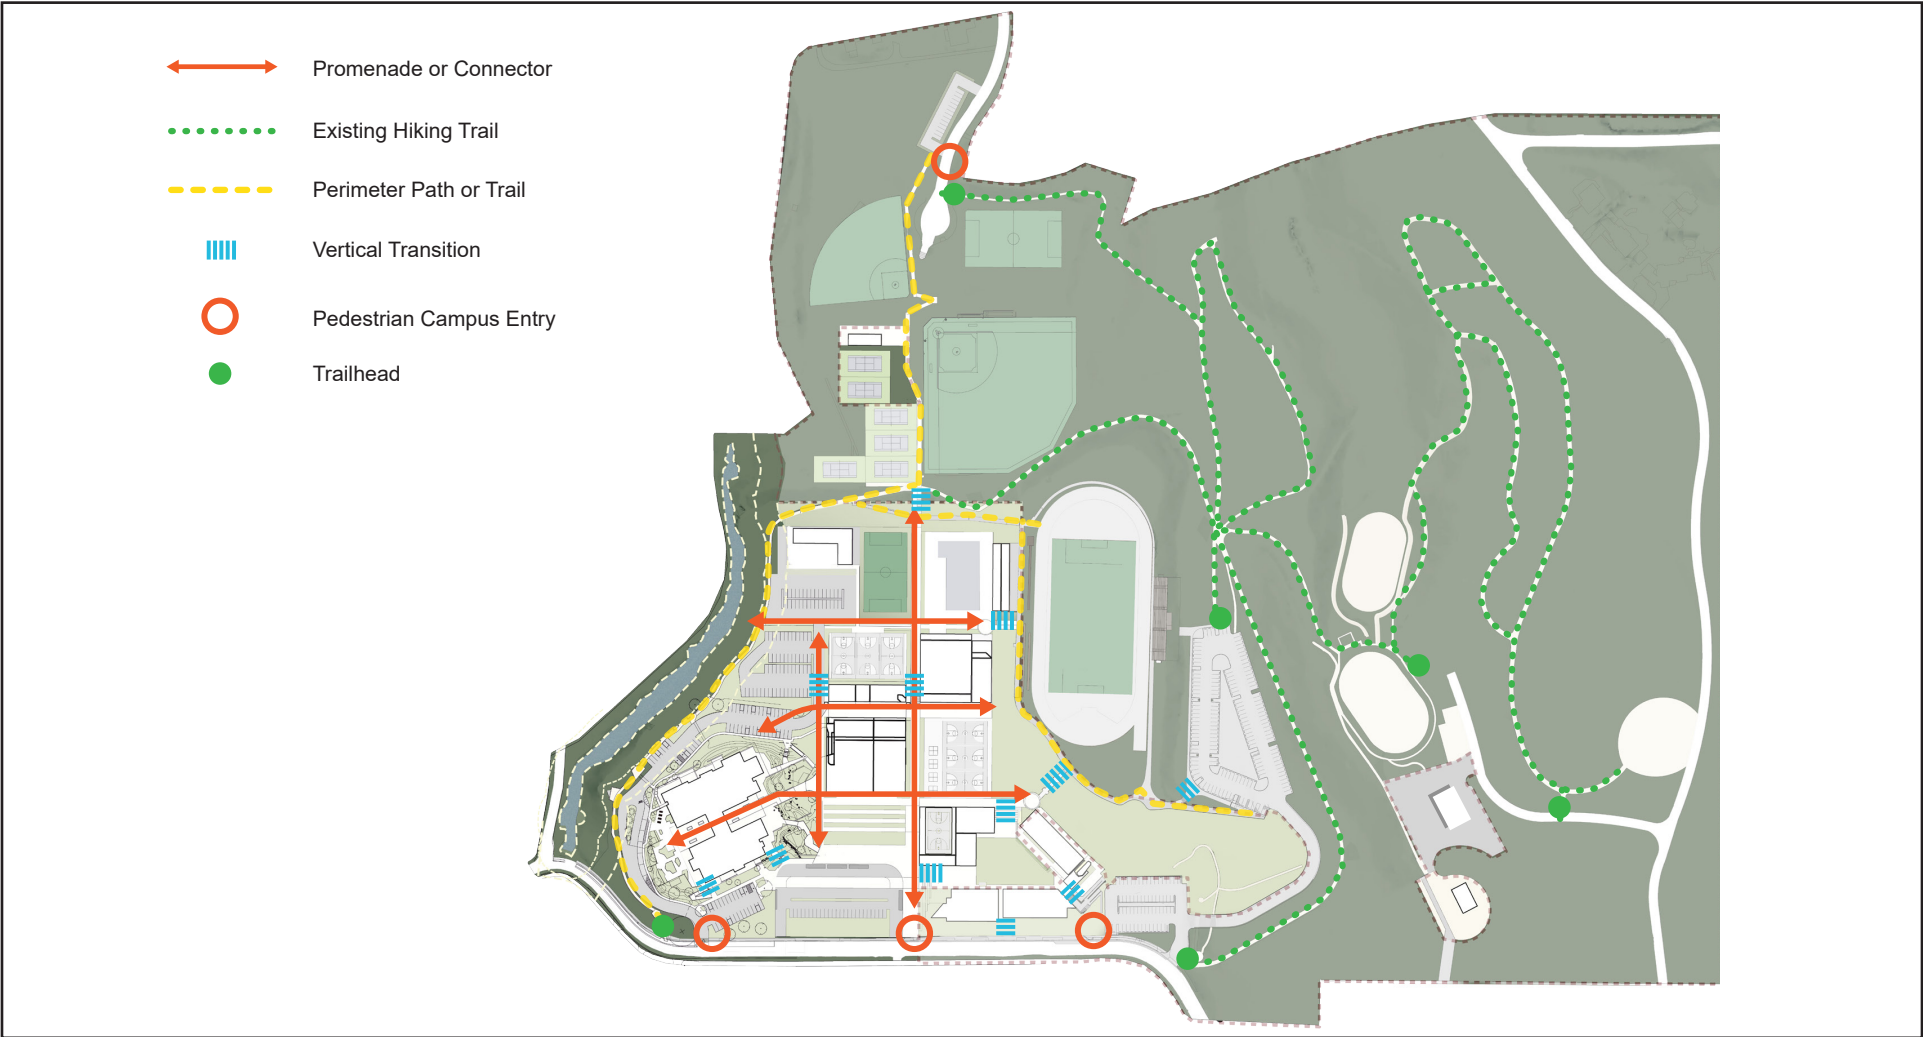 Promenade or Connector
Existing Hiking Trail
Perimeter Path or Trail
Vertical Transition
Pedestrian Campus Entry
Trailhead